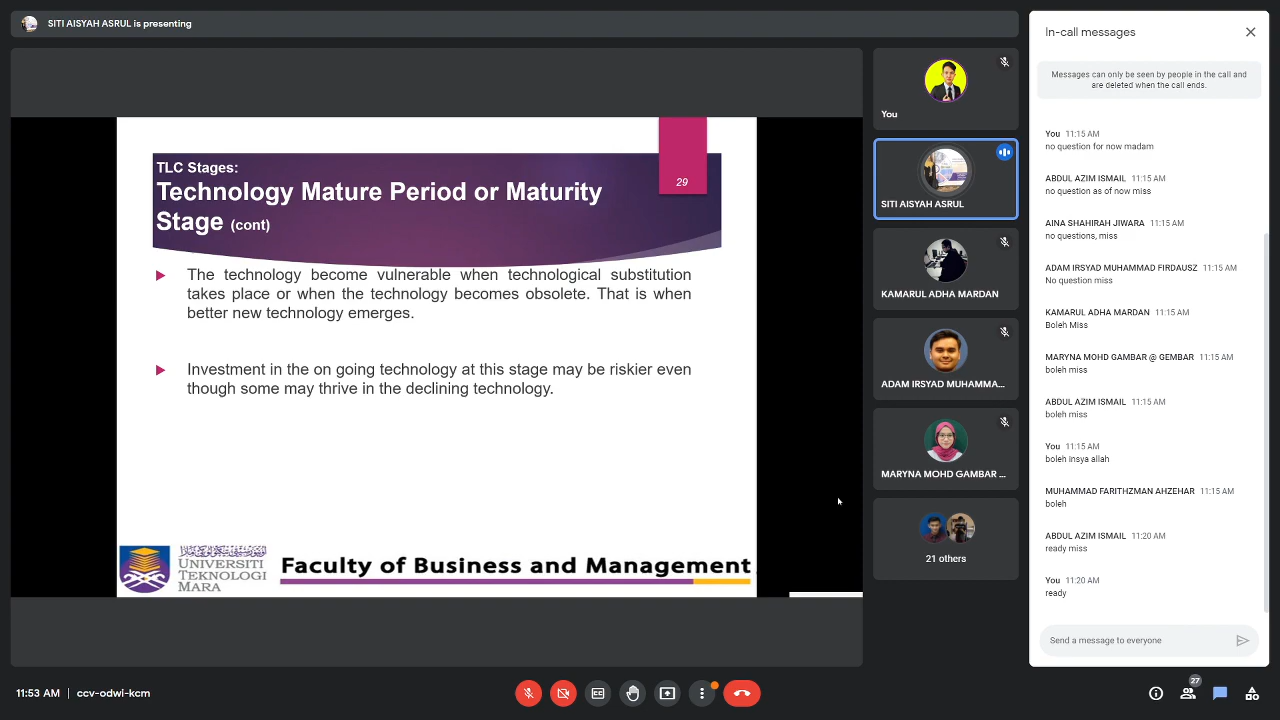 SITI AISYAH ASRUL is presenting
29
TLC Stages:
Technology Mature Period or Maturity
Stage (cont)
The technology become vulnerable when technological substitution
takes place or when the technology becomes obsolete. That is when
better new technology emerges.
Investment in the on going technology at this stage may be riskier even
though some may thrive in the declining technology.
UNIVERSITI
TEKNOLOGI
MARA
Faculty of Business and Management
You
SITI AISYAH ASRUL
KAMARUL ADHA MARDAN
ADAM IRSYAD MUHAMMA...
MARYNA MOHD GAMBAR ...
21 others
In-call messages
Messages can only be seen by people in the call and
are deleted when the call ends.
You 11:15 AM
no question for now madam
ABDUL AZIM ISMAIL 11:15 AM
no question as of now miss
AINA SHAHIRAH JIWARA 11:15 AM
no questions, miss
ADAM IRSYAD MUHAMMAD FIRDAUSZ 11:15 AM
No question miss
KAMARUL ADHA MARDAN 11:15 AM
Boleh Miss
MARYNA MOHD GAMBAR @ GEMBAR 11:15 AM
boleh miss
ABDUL AZIM ISMAIL 11:15 AM
boleh miss
You 11:15 AM
boleh insya allah
MUHAMMAD FARITHZMAN AHZEHAR 11:15 AM
boleh
ABDUL AZIM ISMAIL 11:20 AM
ready miss
You 11:20 AM
ready
Send a message to everyone
11:53 AM | ccv-odwi-kcm
27